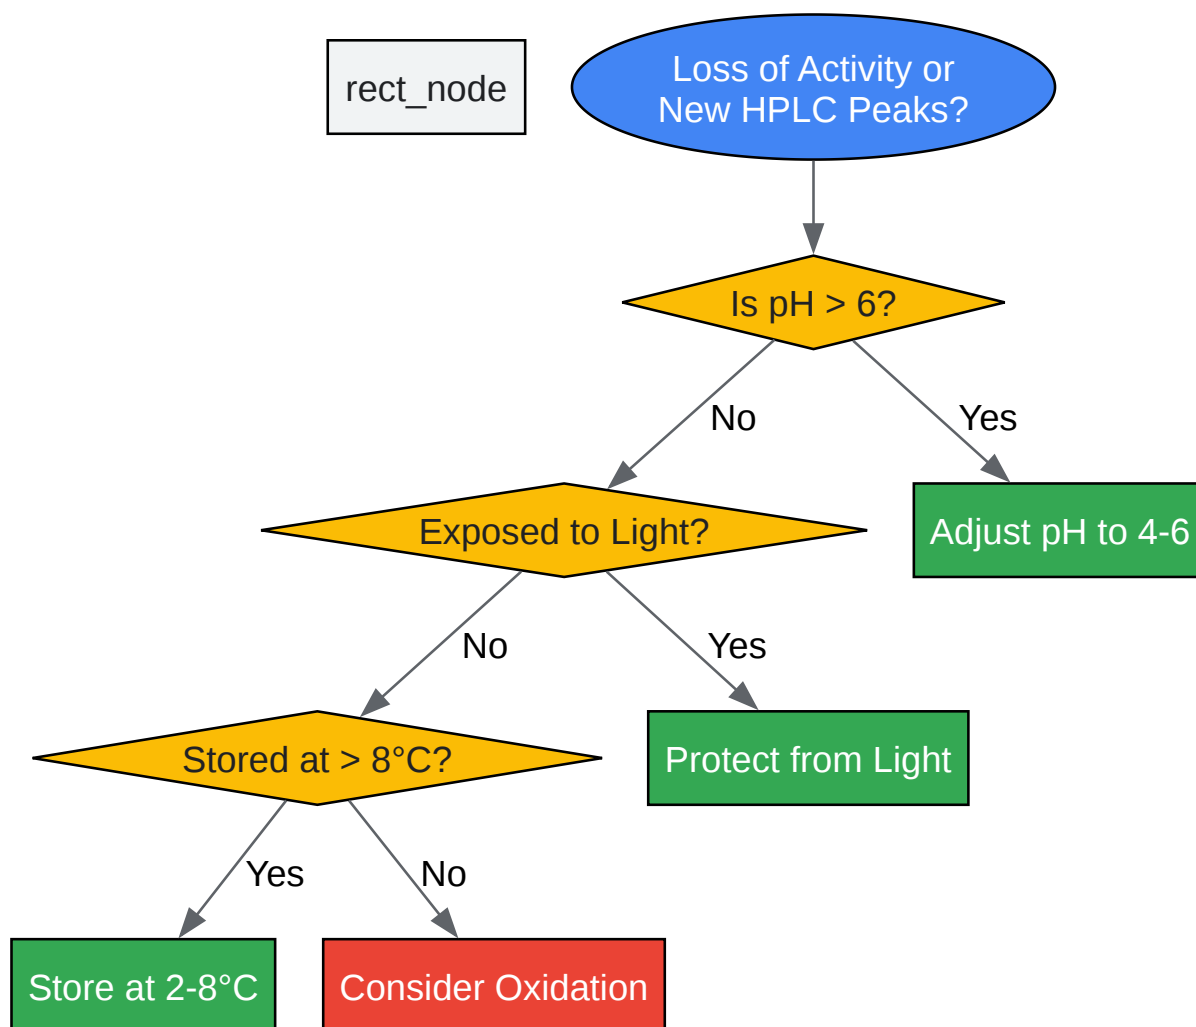 rect_node
Loss of Activity or
New HPLC Peaks?
Is pH > 6?
No
Yes
Exposed to Light?
Adjust pH to 4-6
No
Yes
Stored at > 8°C?
Protect from Light
Yes
No
Store at 2-8°C
Consider Oxidation